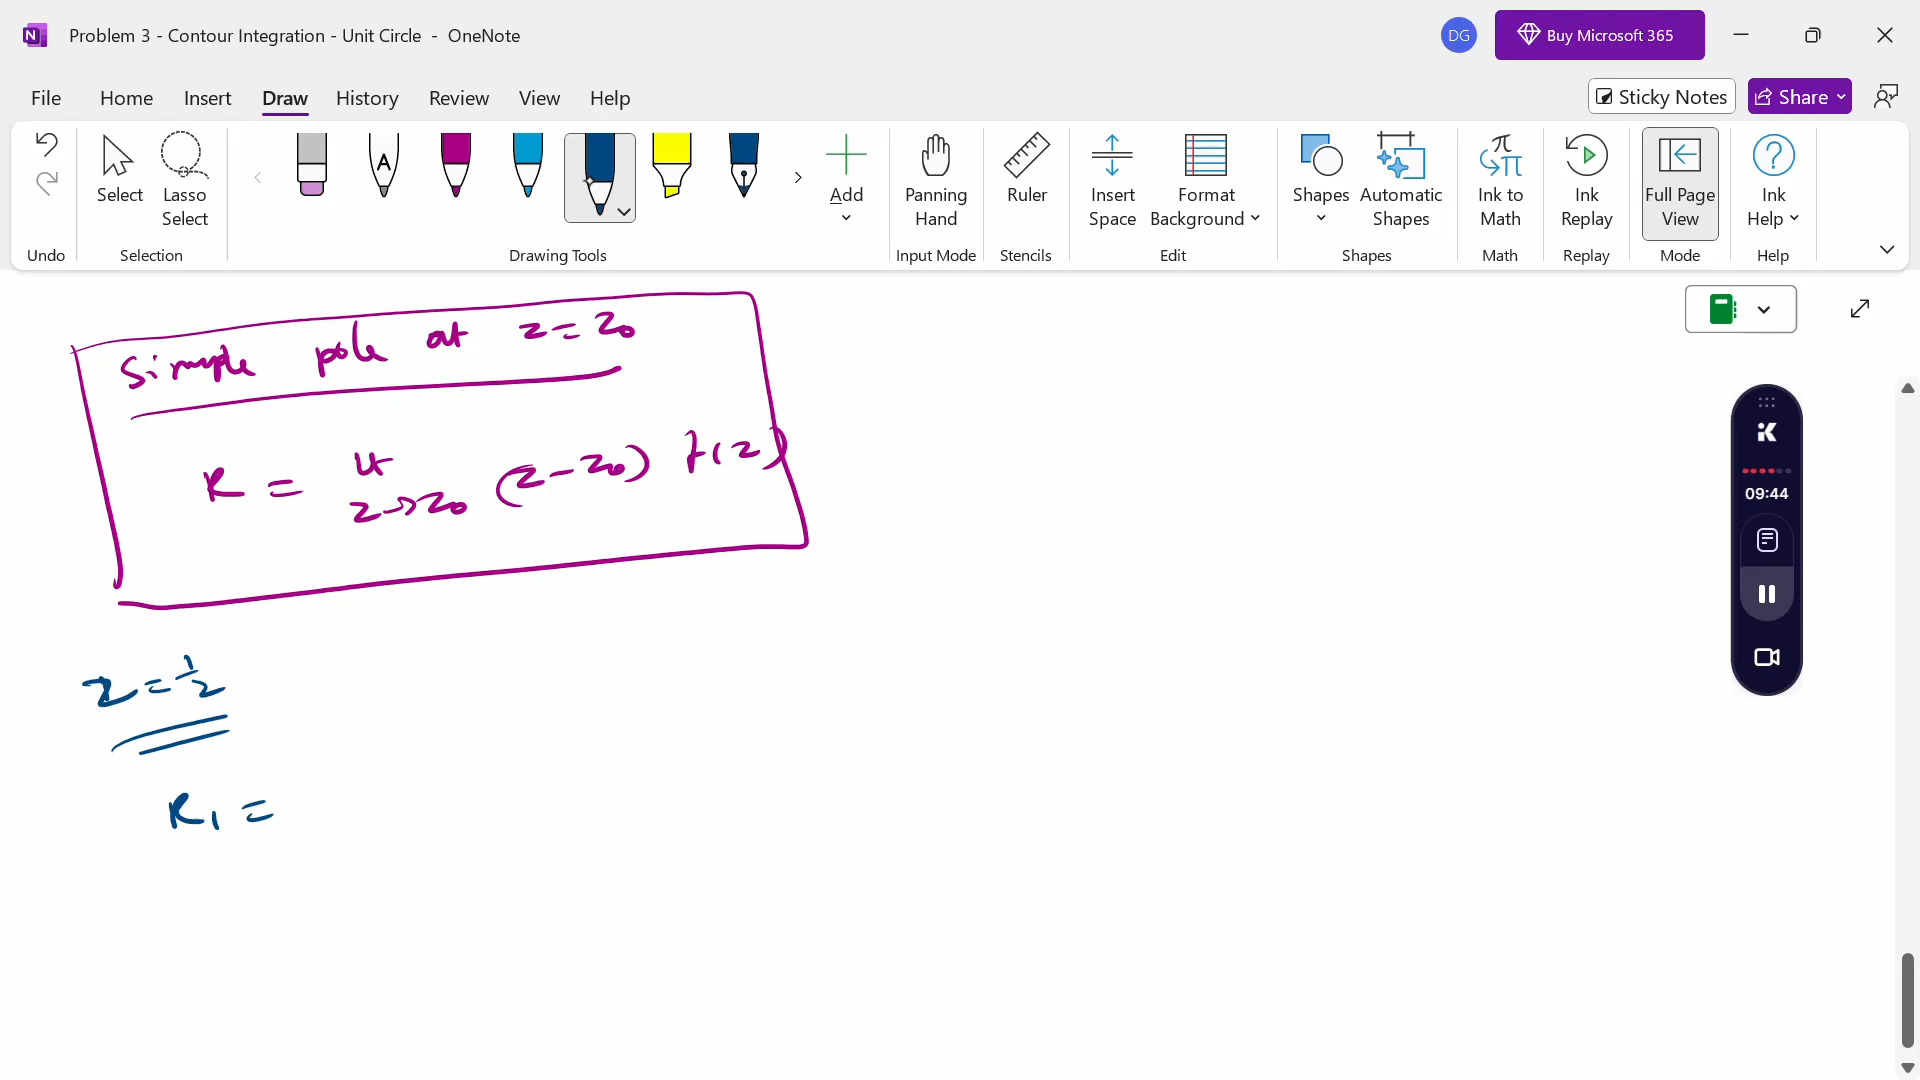 Problem 3 - Contour Integration - Unit Circle - OneNote
DG
Buy Microsoft 365
File Home Insert Draw History Review View Help
Sticky Notes
Share
Select
Lasso Select
A
Add
Panning Hand
Ruler
Insert Space
Format Background
Shapes
Automatic Shapes
Ink to Math
Ink Replay
Full Page View
Ink Help
Undo
Selection
Drawing Tools
Input Mode
Stencils
Edit
Shapes
Math
Replay
Mode
Help
Simple pole at z = z₀
R = Lt z→z₀ (z - z₀) f(z)
z = 1/2
R₁ =
09:44